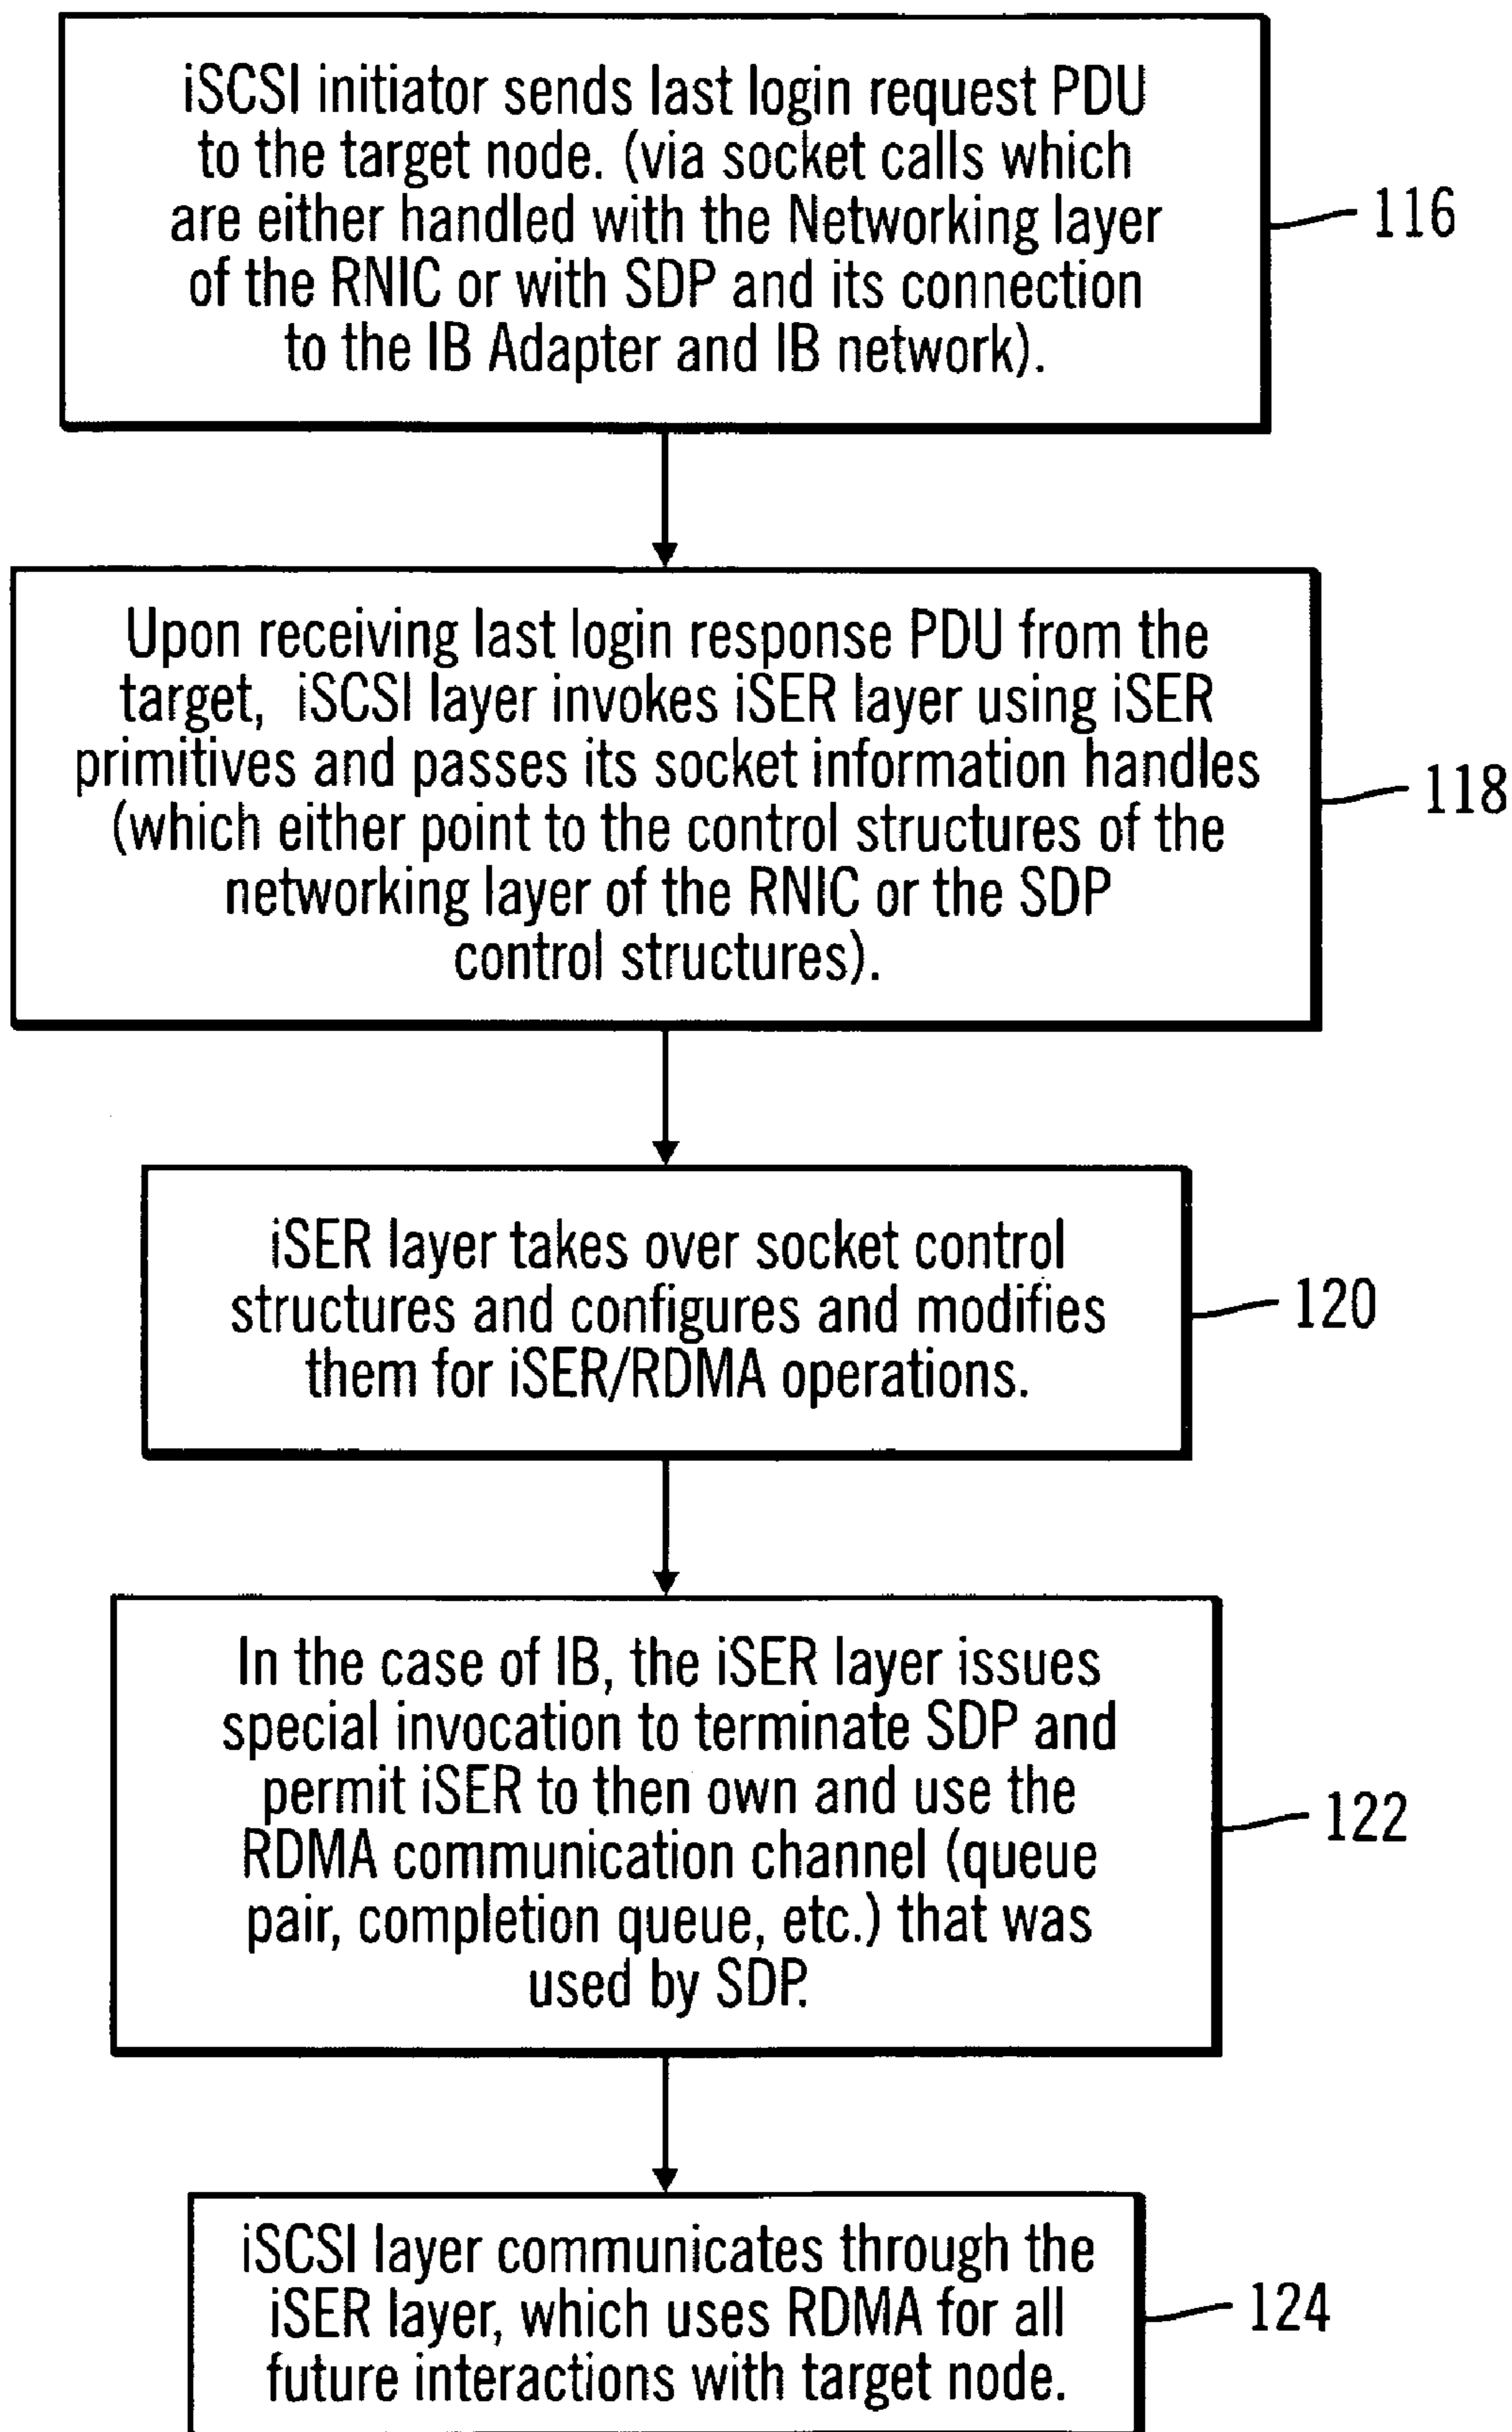 iSCSI initiator sends last login request PDU
to the target node. (via socket calls which
are either handled with the Networking layer
of the RNIC or with SDP and its connection
to the IB Adapter and IB network).
116
Upon receiving last login response PDU from the
target, iSCSI layer invokes iSER layer using iSER
primitives and passes its socket information handles
(which either point to the control structures of the
networking layer of the RNIC or the SDP
control structures).
118
iSER layer takes over socket control
structures and configures and modifies
them for iSER/RDMA operations.
120
In the case of IB, the iSER layer issues
special invocation to terminate SDP and
permit iSER to then own and use the
RDMA communication channel (queue
pair, completion queue, etc.) that was
used by SDP.
122
iSCSI layer communicates through the
iSER layer, which uses RDMA for all
future interactions with target node.
124